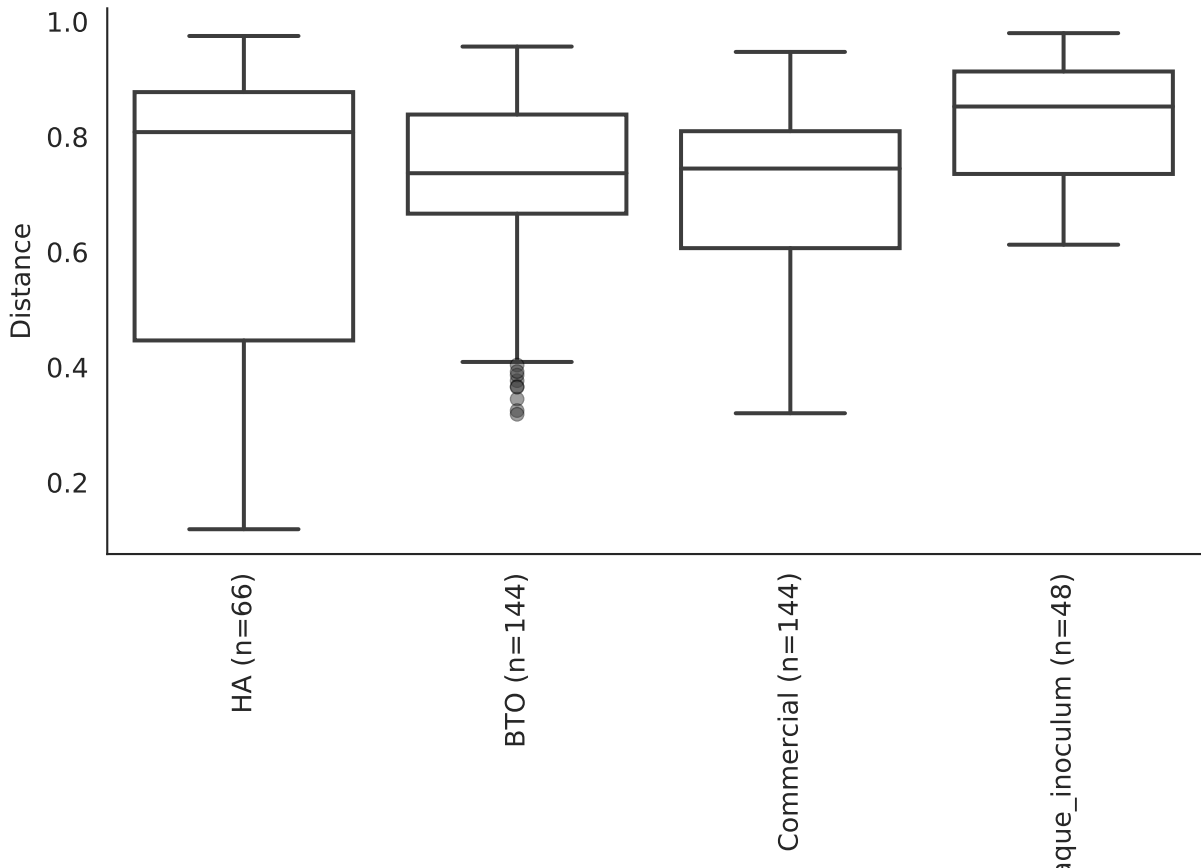 1.0
0.8
0.6
0.4
0.2
Distance
HA (n=66)
BTO (n=144)
Commercial (n=144)
aque_inoculum (n=48)